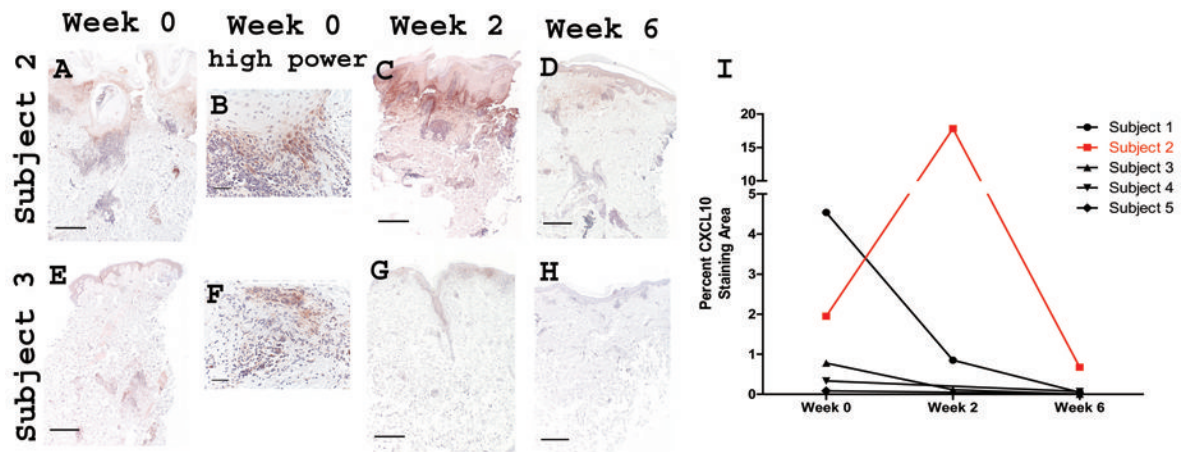 Week 0
Week 0
high power
Week 2
Week 6
Subject 2
A
B
C
D
Subject 3
E
F
G
H
I
Percent CXCL10
Staining Area
20
15
10
5
4
3
2
1
0
Week 0
Week 2
Week 6
Subject 1
Subject 2
Subject 3
Subject 4
Subject 5